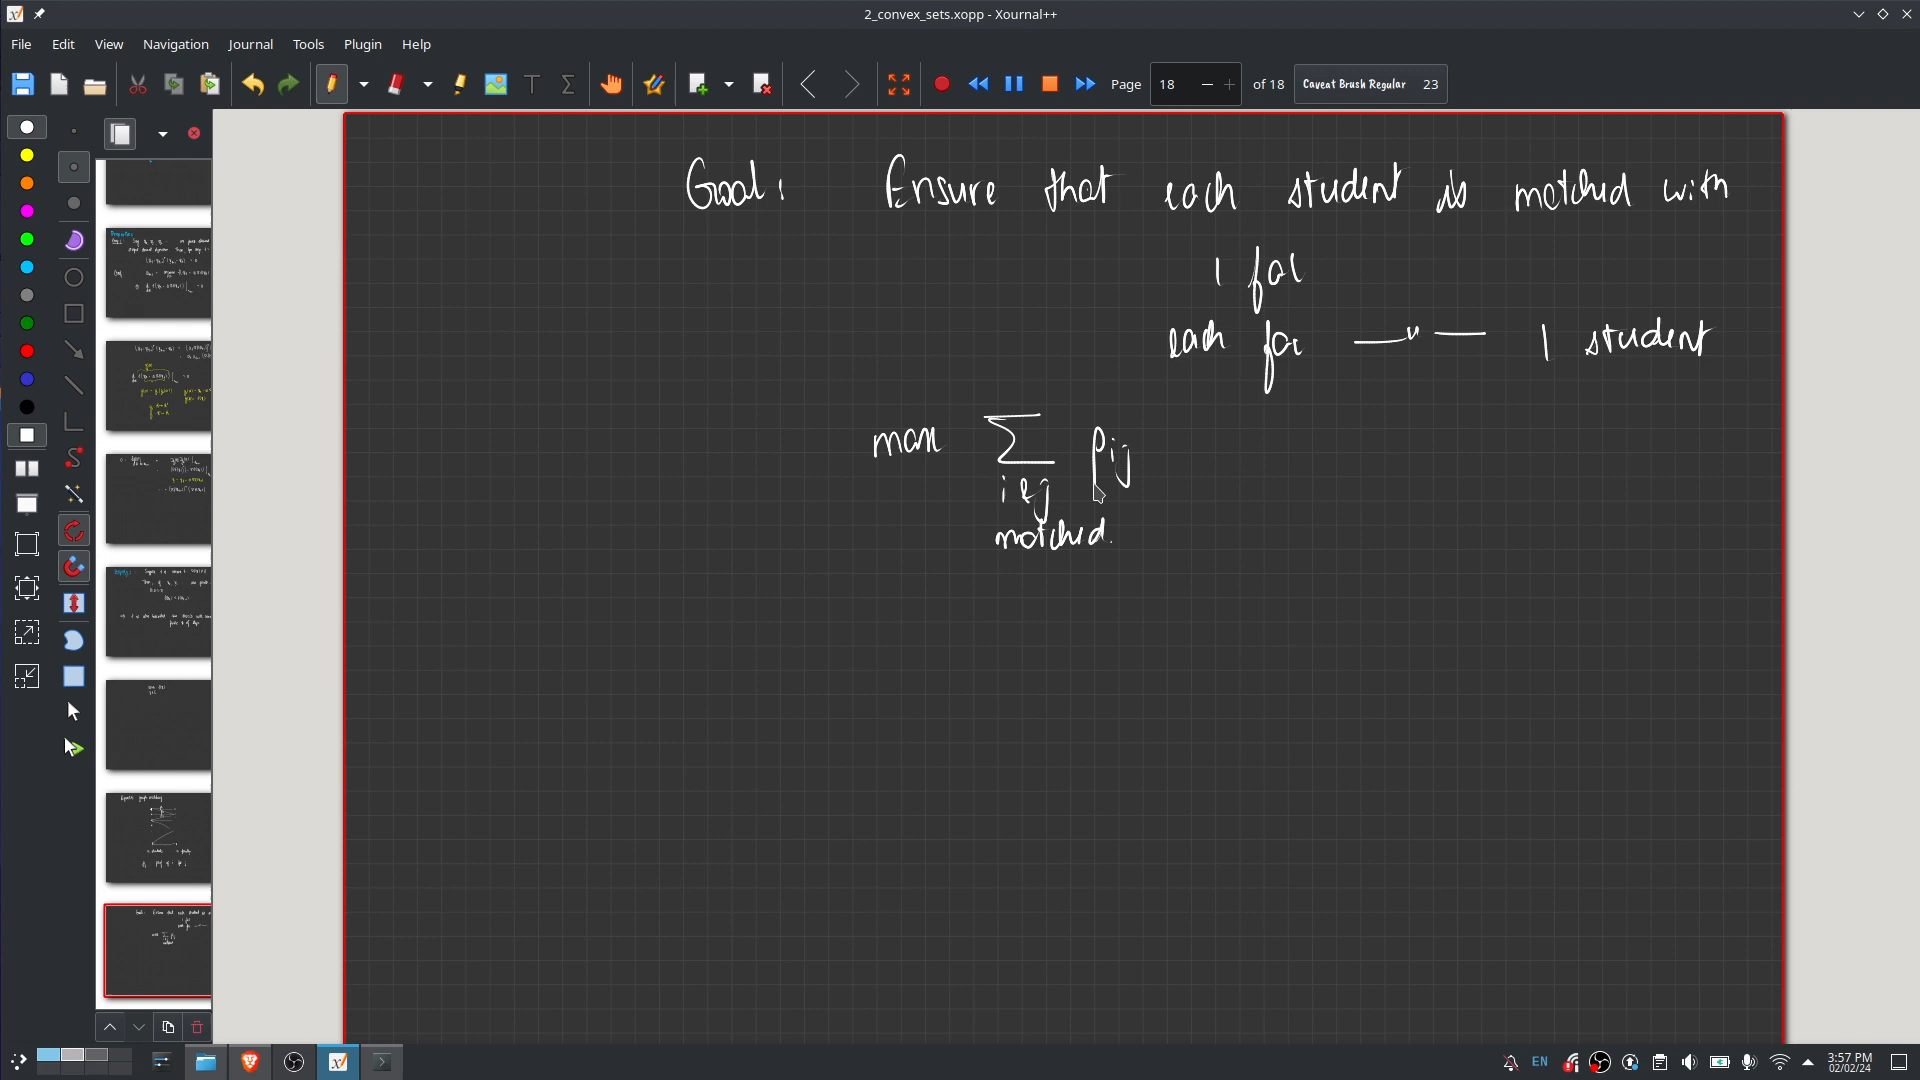 2_convex_sets.xopp - Xournal++
File Edit View Navigation Journal Tools Plugin Help
Page 18 of 18 Caveat Brush Regular 23
Goal: Ensure that each student is matched with
1 fac
each fac —"— 1 student
max ∑ pij
i & j
matched.
EN
3:57 PM
02/02/24